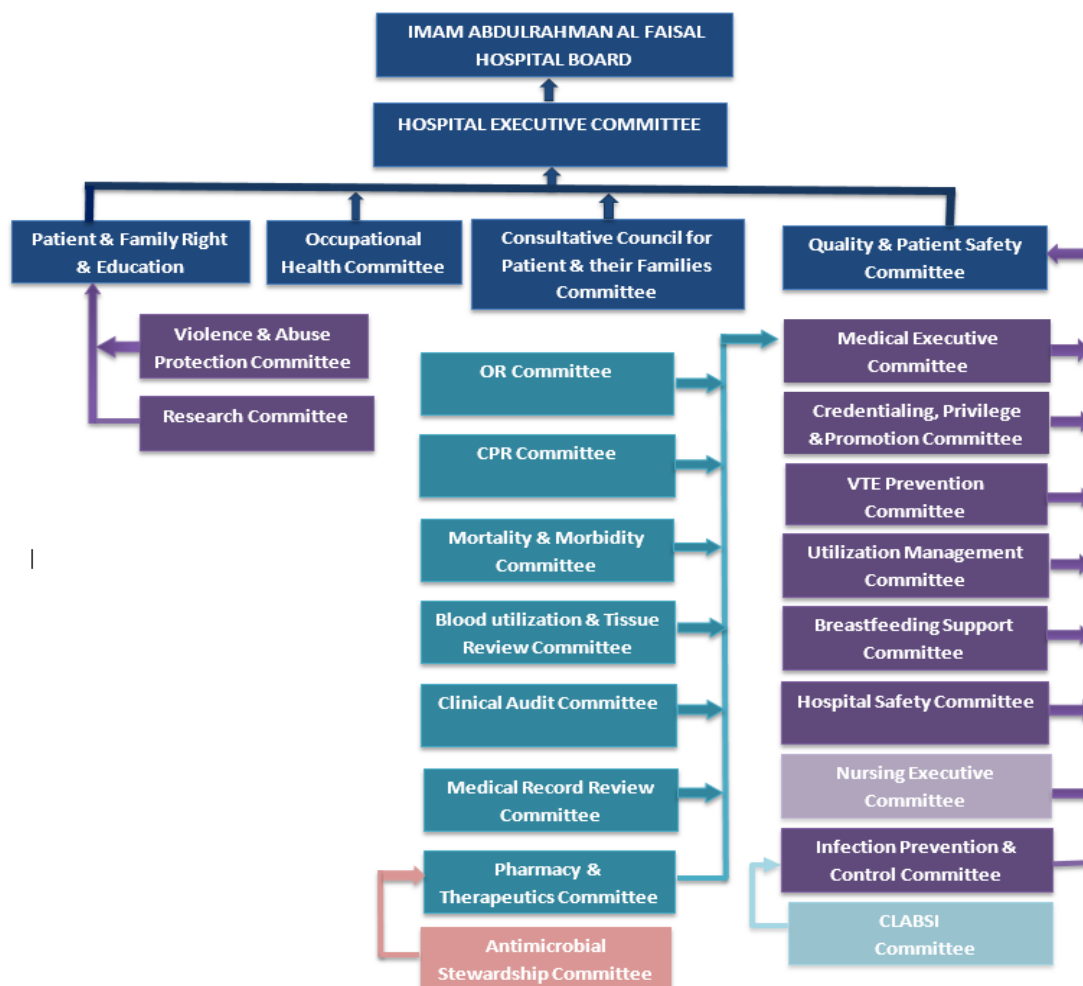 IMAM ABDULRAHMAN AL FAISAL
HOSPITAL BOARD
HOSPITAL EXECUTIVE COMMITTEE
Patient & Family Right
& Education
Occupational
Health Committee
Consultative Council for
Patient & their Families
Committee
Quality & Patient Safety
Committee
Violence & Abuse
Protection Committee
Research Committee
OR Committee
CPR Committee
Mortality & Morbidity
Committee
Blood utilization & Tissue
Review Committee
Clinical Audit Committee
Medical Record Review
Committee
Pharmacy &
Therapeutics Committee
Antimicrobial
Stewardship Committee
Medical Executive
Committee
Credentialing, Privilege
&Promotion Committee
VTE Prevention
Committee
Utilization Management
Committee
Breastfeeding Support
Committee
Hospital Safety Committee
Nursing Executive
Committee
Infection Prevention &
Control Committee
CLABSI
Committee